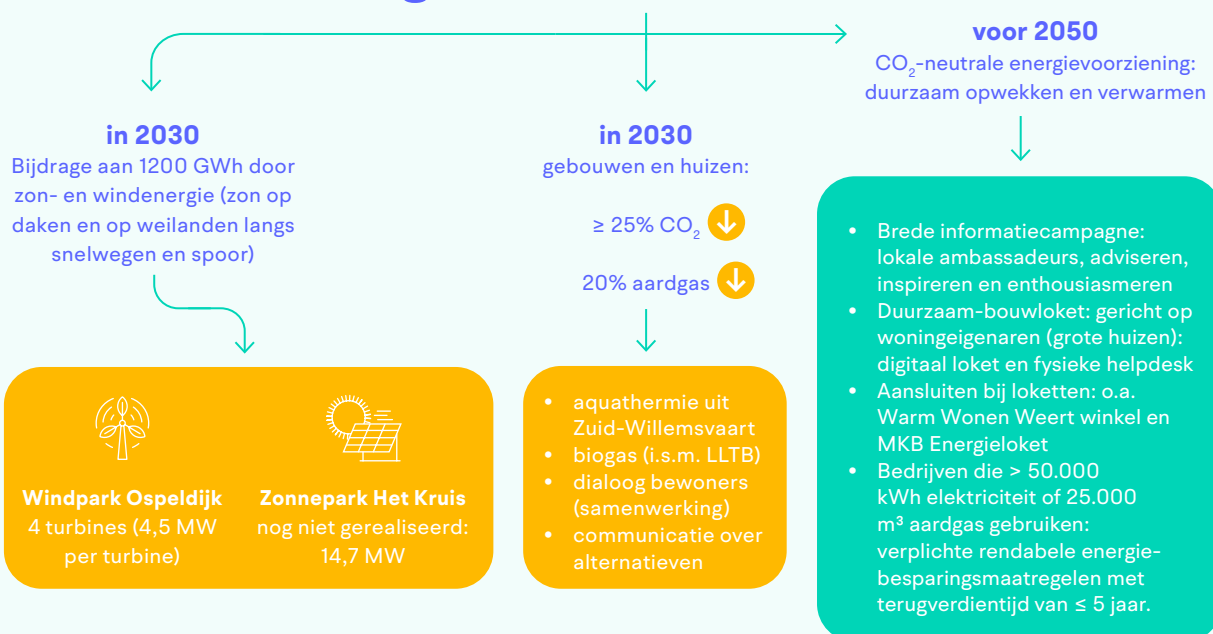 in 2030
Bijdrage aan 1200 GWh door
zon- en windenergie (zon op
daken en op weilanden langs
snelwegen en spoor)
Windpark Ospeldijk
4 turbines (4,5 MW
per turbine)
Zonnepark Het Kruis
nog niet gerealiseerd:
14,7 MW
in 2030
gebouwen en huizen:
≥ 25% CO₂
20% aardgas
• aquathermie uit
Zuid-Willemsvaart
• biogas (i.s.m. LLTB)
• dialoog bewoners
(samenwerking)
• communicatie over
alternatieven
voor 2050
CO₂-neutrale energievoorziening:
duurzaam opwekken en verwarmen
• Brede informatiecampagne:
lokale ambassadeurs, adviseren,
inspireren en enthousiasmeren
• Duurzaam-bouwloket: gericht op
woningeigenaren (grote huizen):
digitaal loket en fysieke helpdesk
• Aansluiten bij loketten: o.a.
Warm Wonen Weert winkel en
MKB Energieloket
• Bedrijven die > 50.000
kWh elektriciteit of 25.000
m³ aardgas gebruiken:
verplichte rendabele energie-
besparingsmaatregelen met
terugverdientijd van ≤ 5 jaar.